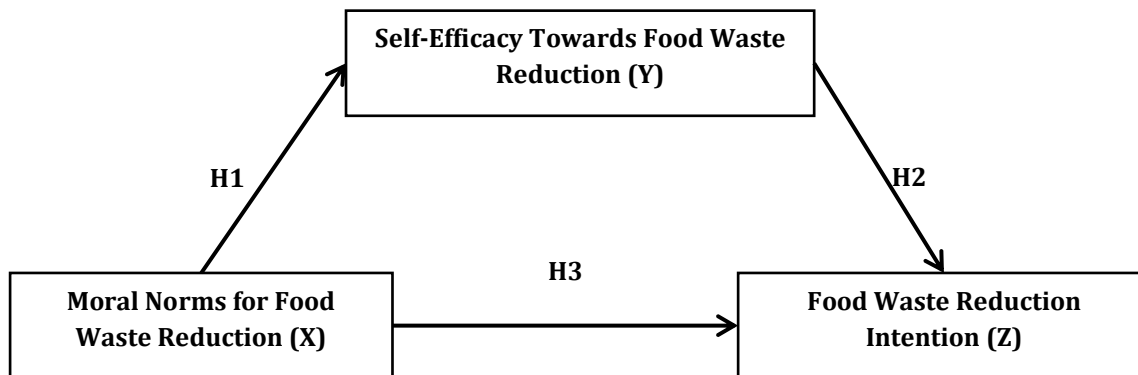 Self-Efficacy Towards Food Waste
Reduction (Y)
H1
H2
H3
Moral Norms for Food
Waste Reduction (X)
Food Waste Reduction
Intention (Z)